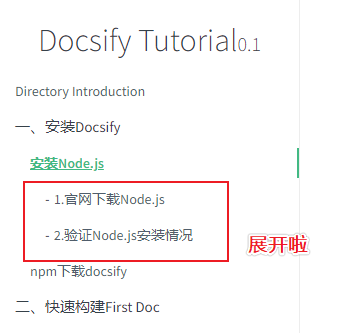 Docsify Tutorial0.1
Directory Introduction
一、安装Docsify
安装Node.js
- 1.官网下载Node.js
- 2.验证Node.js安装情况
展开啦
npm下载docsify
二、快速构建First Doc